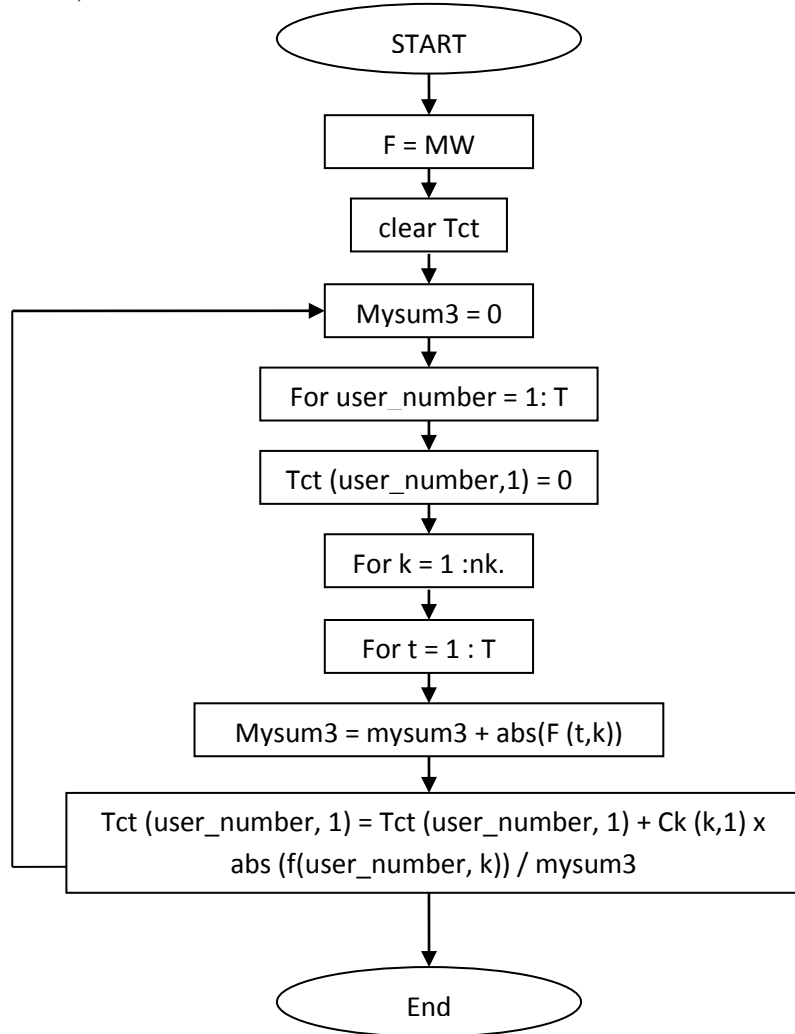 START
F = MW
clear Tct
Mysum3 = 0
For user_number = 1: T
Tct (user_number,1) = 0
For k = 1 :nk.
For t = 1 : T
Mysum3 = mysum3 + abs(F (t,k))
Tct (user_number, 1) = Tct (user_number, 1) + Ck (k,1) x
abs (f(user_number, k)) / mysum3
End